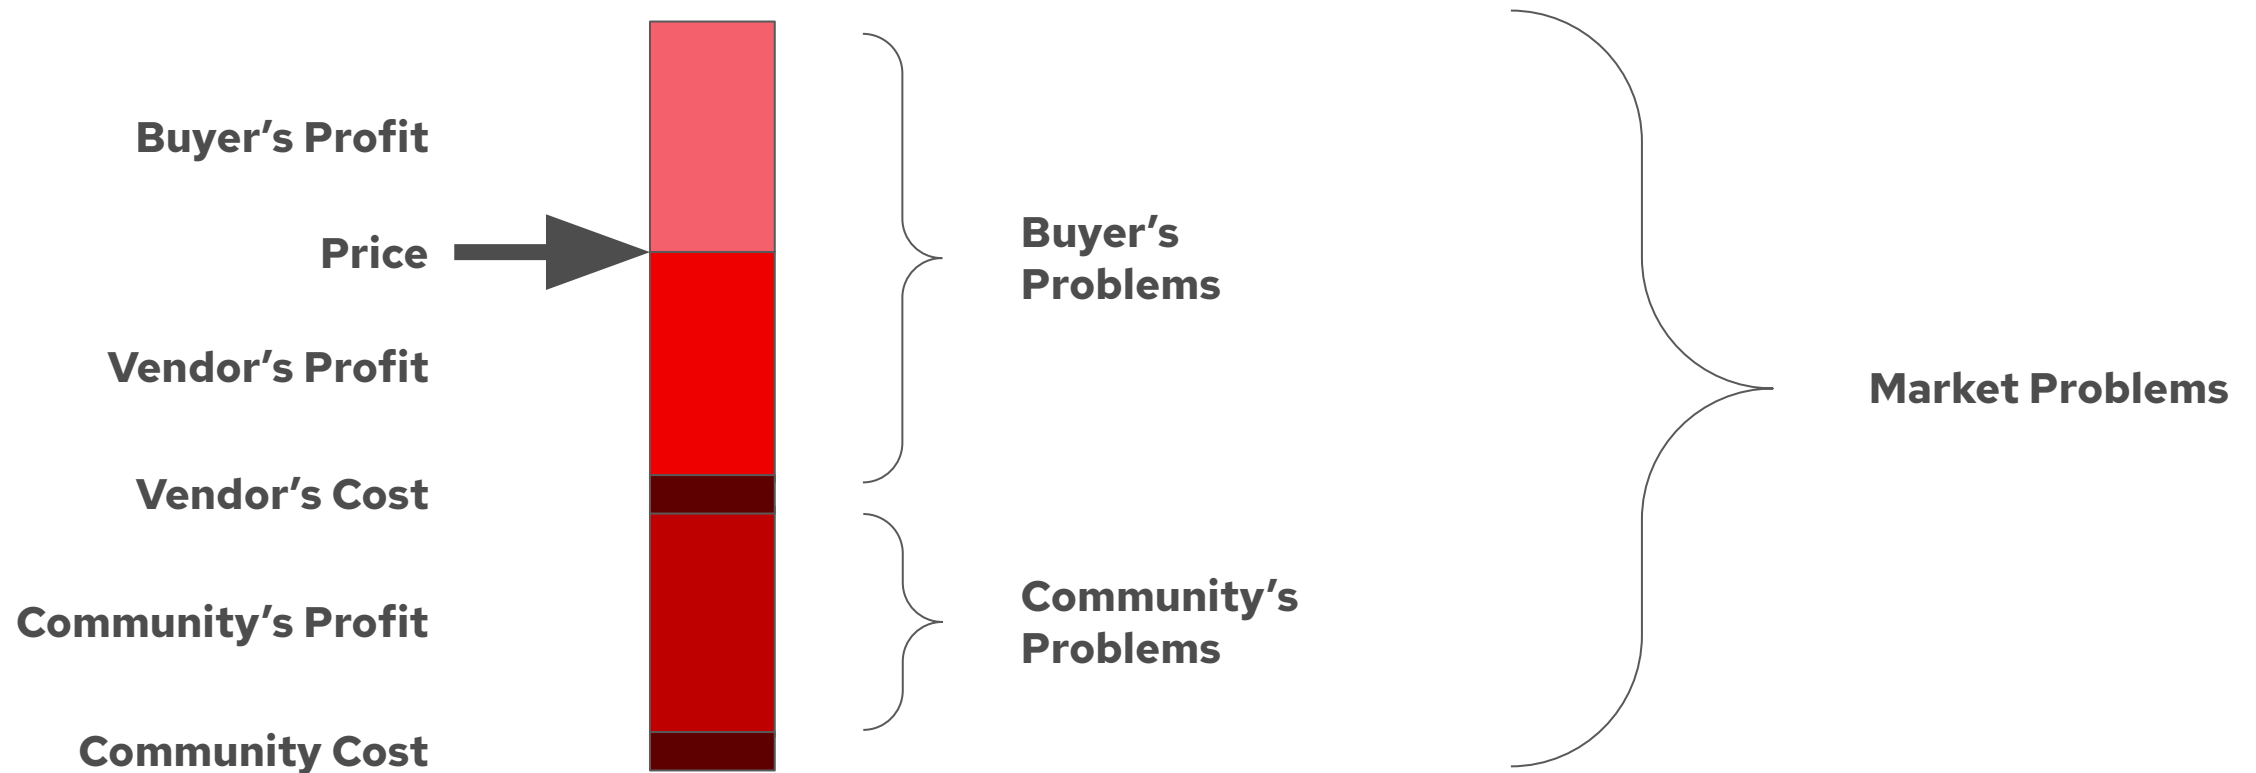 Buyer’s Profit
Price
Vendor’s Profit
Vendor’s Cost
Community’s Profit
Community Cost
Buyer’s
Problems
Community’s
Problems
Market Problems